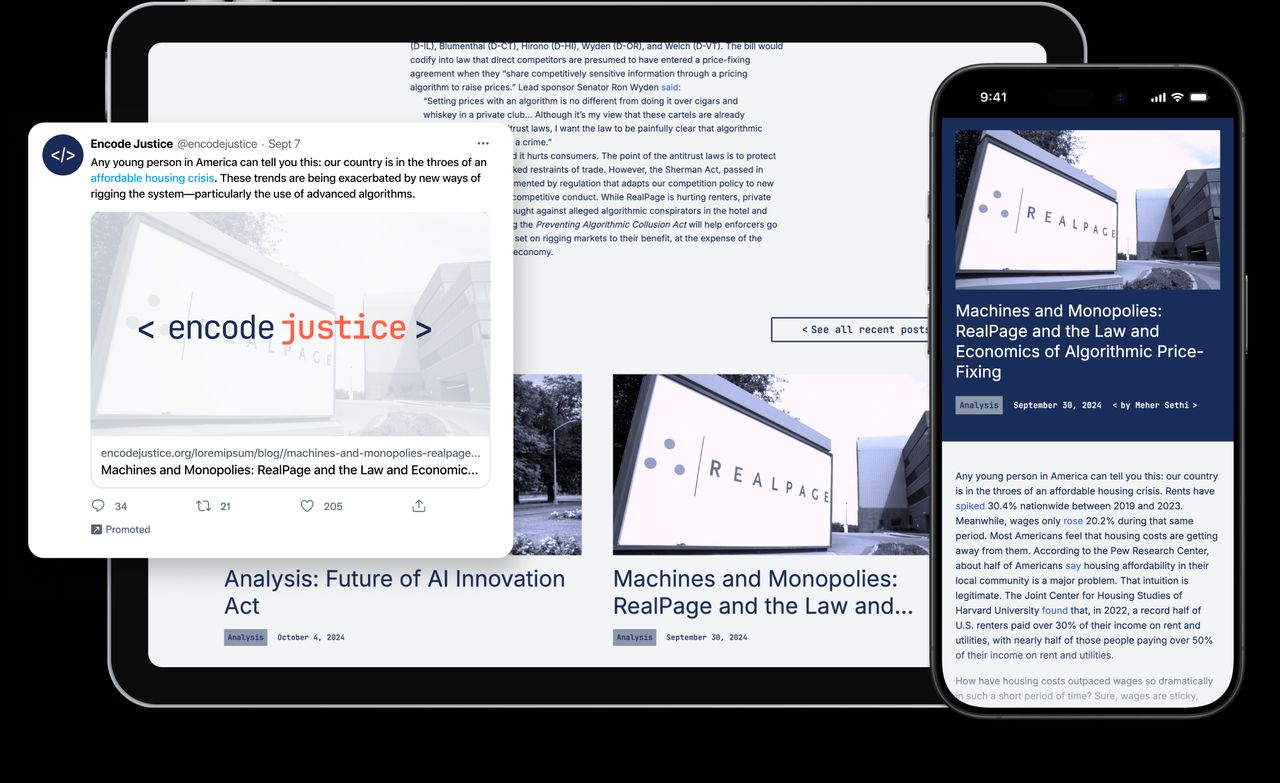 (D-IL), Blumenthal (D-CT), Hirono (D-HI), Wyden (D-OR), and Welch (D-VT). The bill would
codify into law that direct competitors are presumed to have entered a price-fixing
agreement when they “share competitively sensitive information through a pricing
algorithm to raise prices.” Lead sponsor Senator Ron Wyden said:
“Setting prices with an algorithm is no different from doing it over cigars and
whiskey in a private club... Although it’s my view that these cartels are already
trust laws, I want the law to be painfully clear that algorithmic
a crime.”
d it hurts consumers. The point of the antitrust laws is to protect
ked restraints of trade. However, the Sherman Act, passed in
mented by regulation that adapts our competition policy to new
competitive conduct. While RealPage is hurting renters, private
ught against alleged algorithmic conspirators in the hotel and
g the Preventing Algorithmic Collusion Act will help enforcers go
set on rigging markets to their benefit, at the expense of the
economy.
< See all recent posts
Analysis: Future of AI Innovation
Act
Analysis October 4, 2024
REALPAGE
Machines and Monopolies:
RealPage and the Law and...
Analysis September 30, 2024
</> Encode Justice @encodejustice · Sept 7 ...
Any young person in America can tell you this: our country is in the throes of an
affordable housing crisis. These trends are being exacerbated by new ways of
rigging the system—particularly the use of advanced algorithms.
< encode justice >
REALPAGE
encodejustice.org/loremipsum/blog//machines-and-monopolies-realpage...
Machines and Monopolies: RealPage and the Law and Economic...
34 21 205
Promoted
9:41
REALPAGE
Machines and Monopolies:
RealPage and the Law and
Economics of Algorithmic Price-
Fixing
Analysis September 30, 2024 < by Meher Sethi >
Any young person in America can tell you this: our country
is in the throes of an affordable housing crisis. Rents have
spiked 30.4% nationwide between 2019 and 2023.
Meanwhile, wages only rose 20.2% during that same
period. Most Americans feel that housing costs are getting
away from them. According to the Pew Research Center,
about half of Americans say housing affordability in their
local community is a major problem. That intuition is
legitimate. The Joint Center for Housing Studies of
Harvard University found that, in 2022, a record half of
U.S. renters paid over 30% of their income on rent and
utilities, with nearly half of those people paying over 50%
of their income on rent and utilities.
How have housing costs outpaced wages so dramatically
in such a short period of time? Sure, wages are sticky,